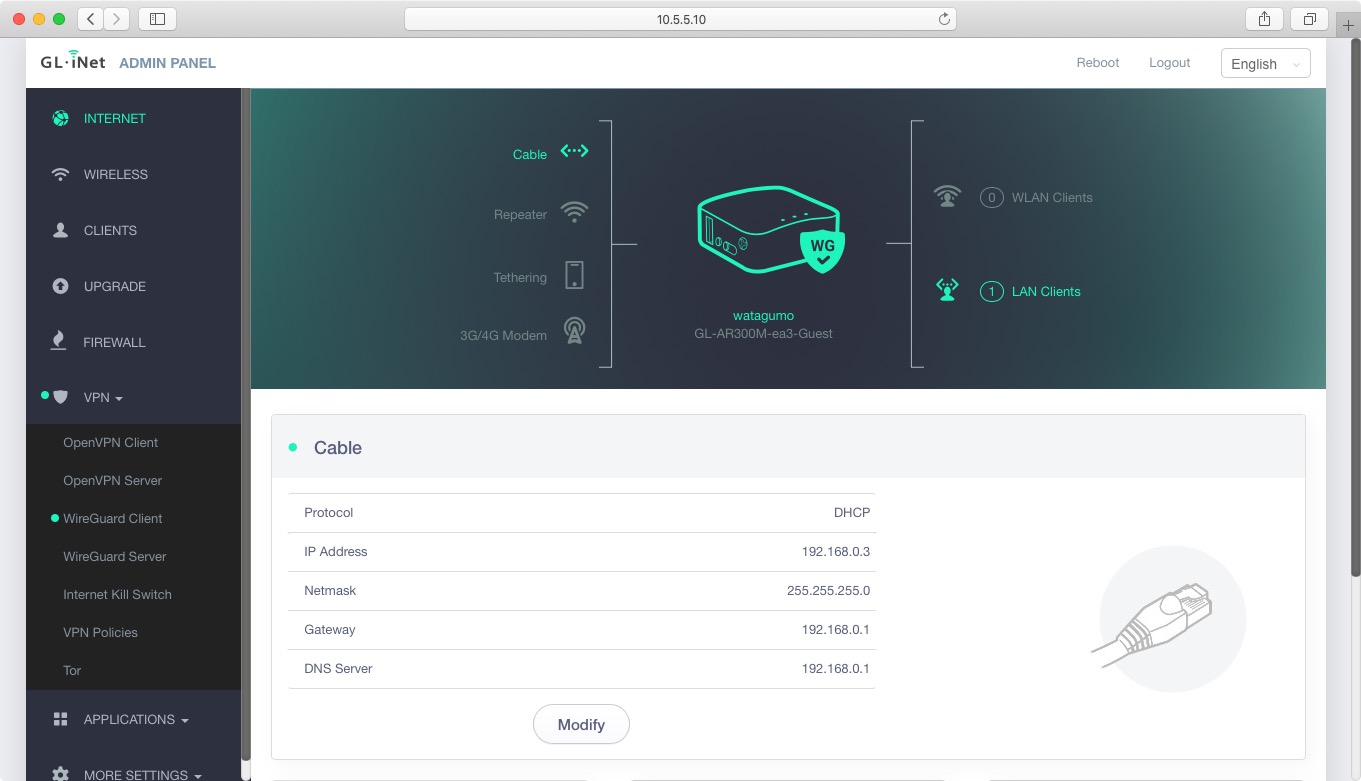 10.5.5.10
GL·iNet ADMIN PANEL
Reboot
Logout
English
INTERNET
WIRELESS
CLIENTS
UPGRADE
FIREWALL
VPN
OpenVPN Client
OpenVPN Server
WireGuard Client
WireGuard Server
Internet Kill Switch
VPN Policies
Tor
APPLICATIONS
MORE SETTINGS
Cable
Repeater
Tethering
3G/4G Modem
WG
watagumo
GL-AR300M-ea3-Guest
0 WLAN Clients
1 LAN Clients
Cable
Protocol DHCP
IP Address 192.168.0.3
Netmask 255.255.255.0
Gateway 192.168.0.1
DNS Server 192.168.0.1
Modify